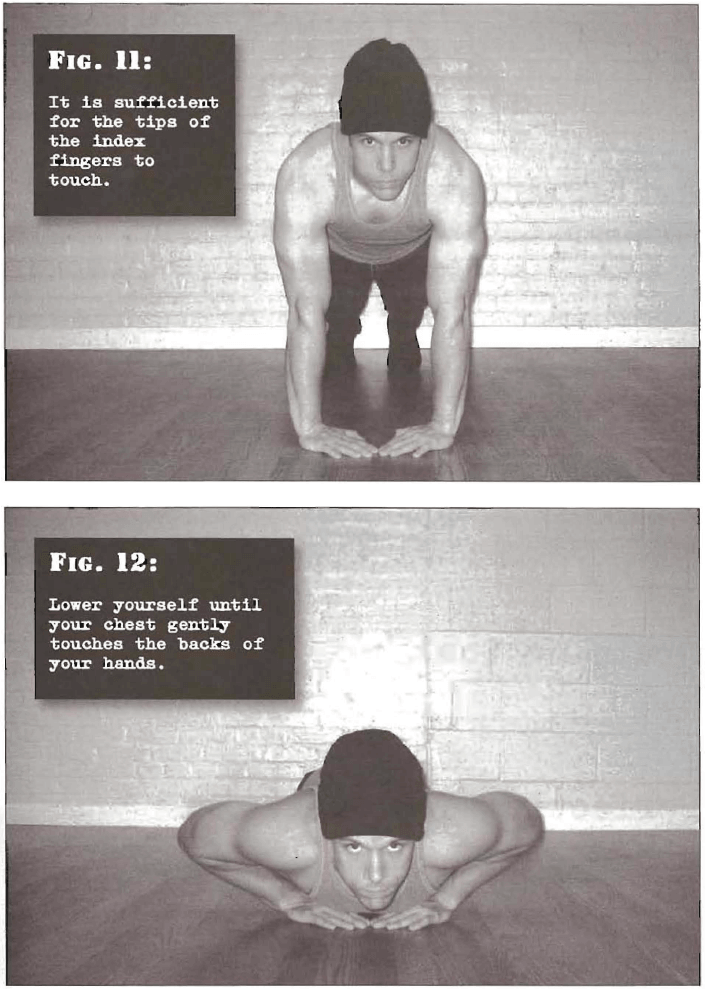 FIG. 11:
It is sufficient
for the tips of
the index
fingers to
touch.
FIG. 12:
Lower yourself until
your chest gently
touches the backs of
your hands.